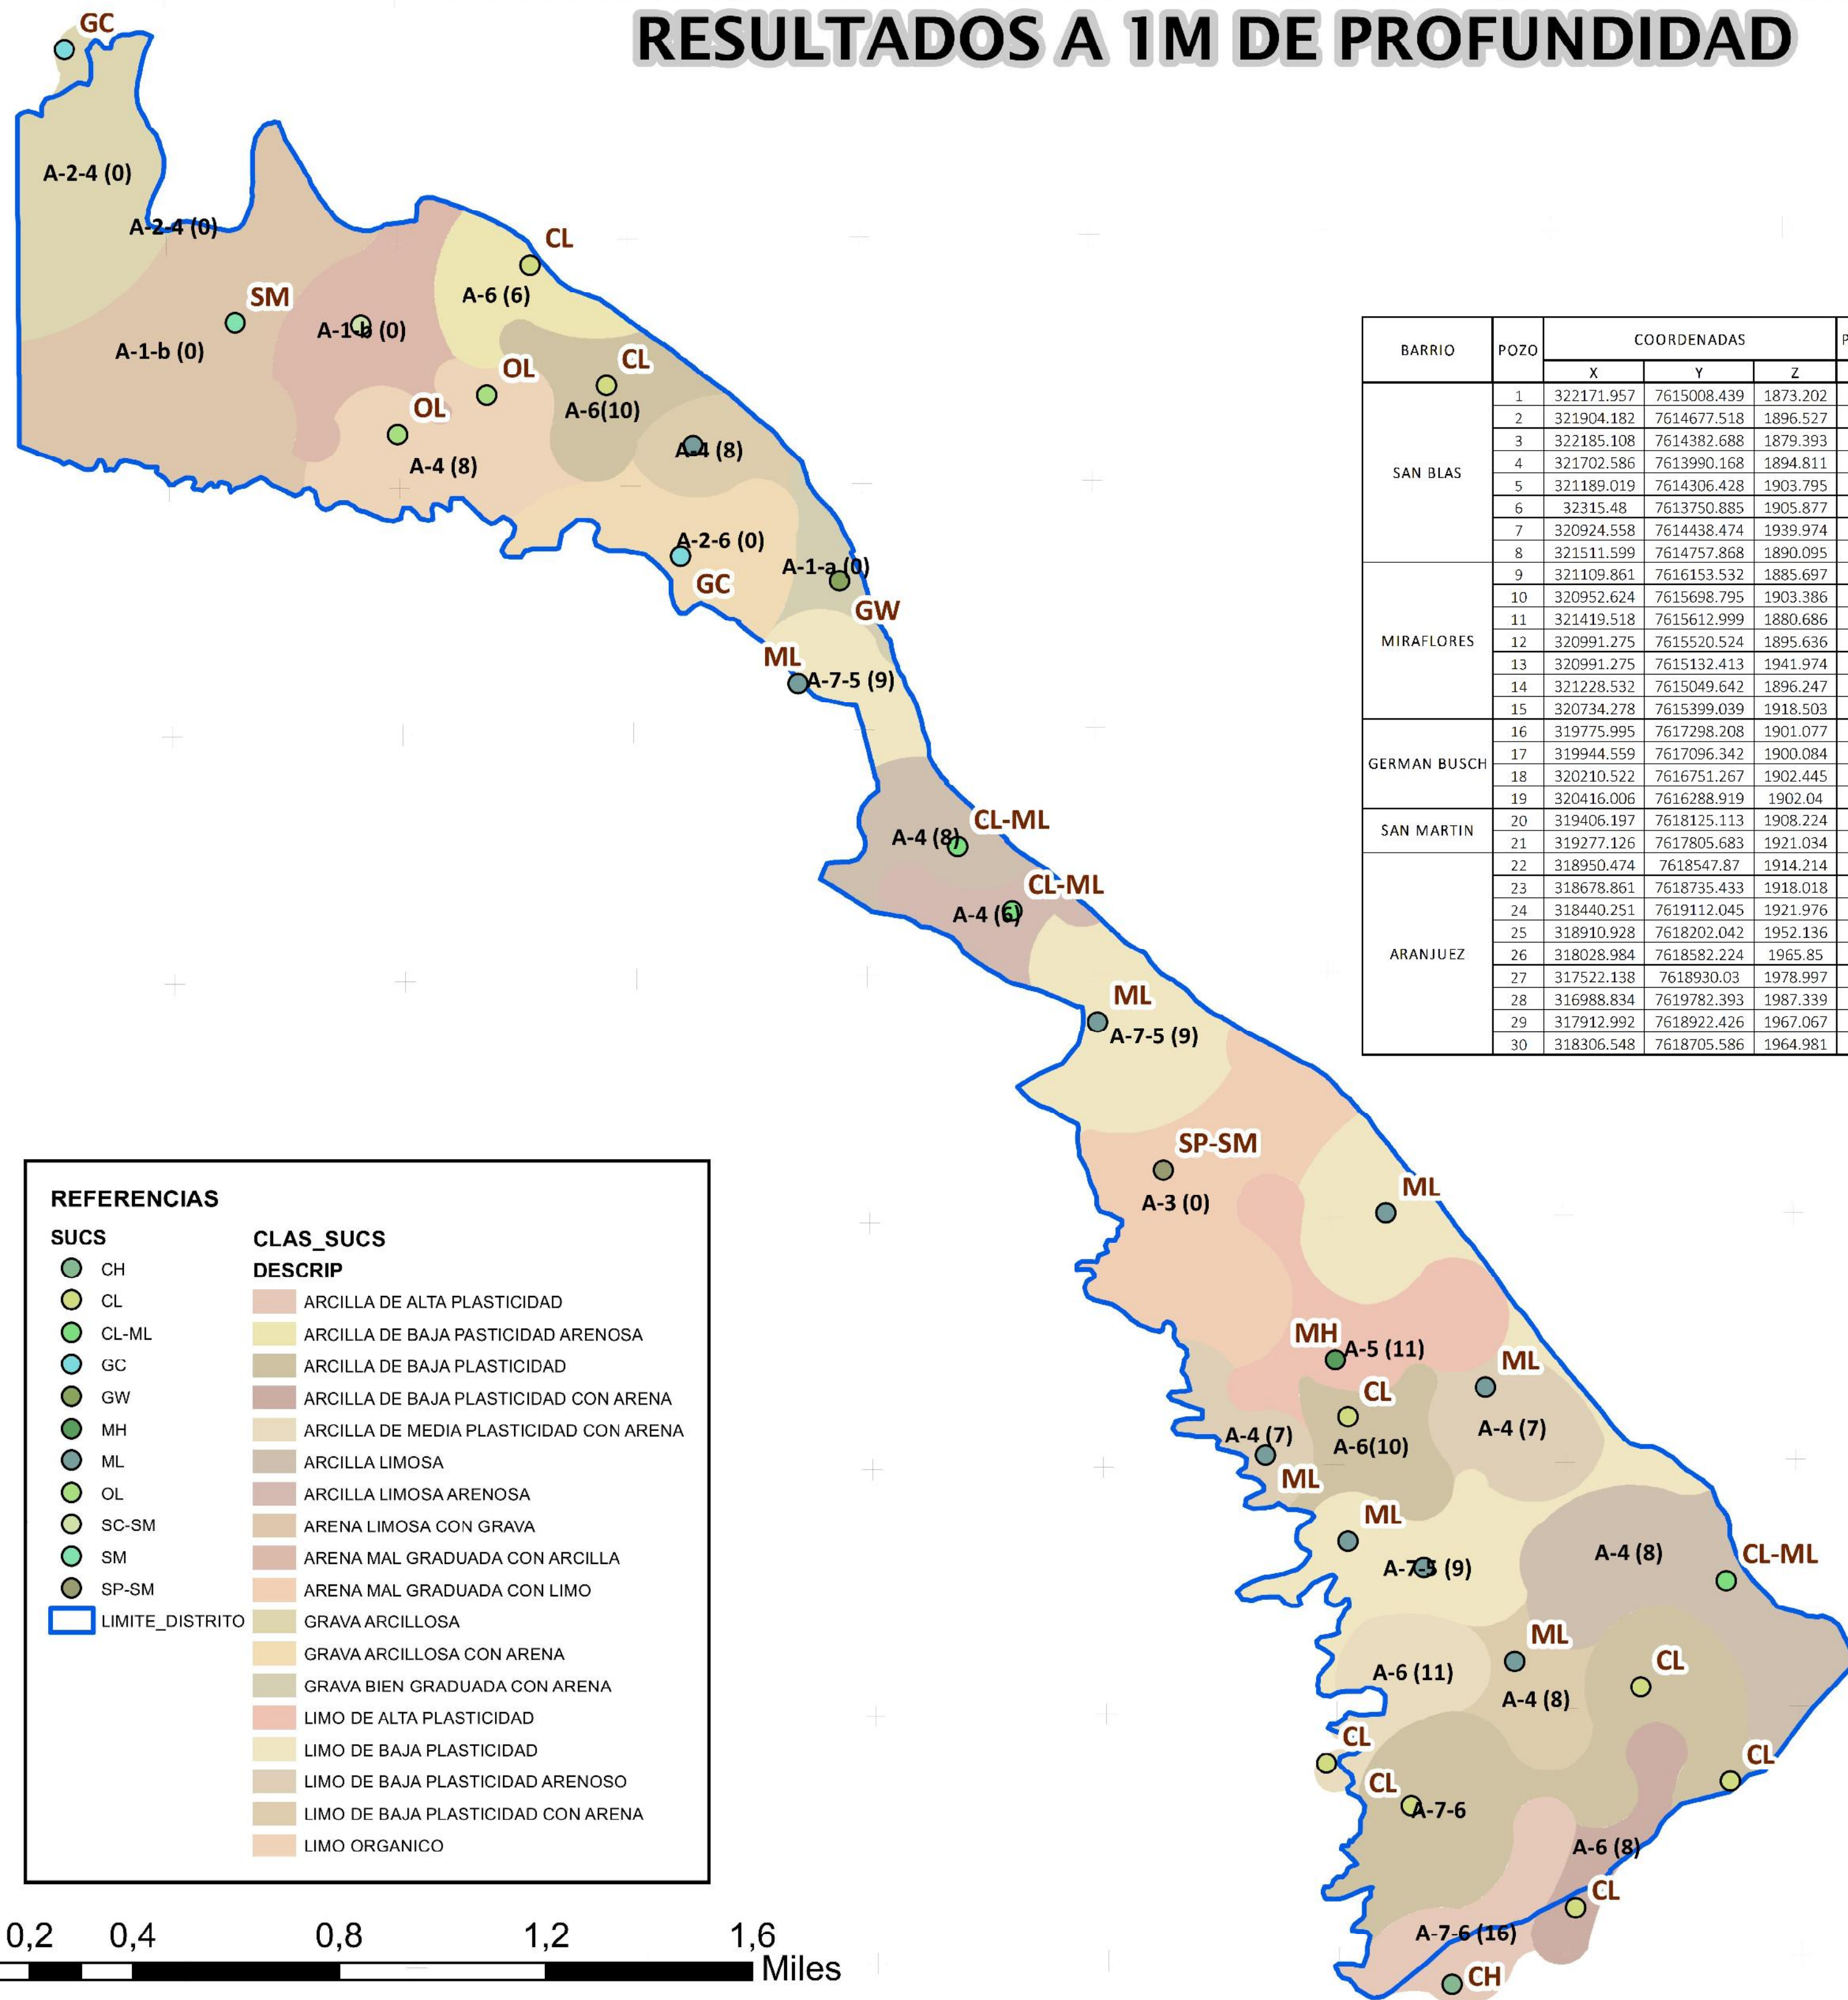 RESULTADOS A 1M DE PROFUNDIDAD
GC
A-2-4 (0)
A-2-4 (0)
CL
SM
A-6 (6)
A-1-b (0)
A-1-b (0)
CL
OL
OL
A-6(10)
A-4 (8)
A-4 (8)
A-2-6 (0)
A-1-a (0)
GC
GW
ML
A-7-5 (9)
CL-ML
A-4 (8)
CL-ML
A-4 (6)
ML
A-7-5 (9)
SP-SM
A-3 (0)
ML
MH
A-5 (11)
ML
CL
A-4 (7)
A-4 (7)
A-6(10)
ML
ML
A-7-5 (9)
A-4 (8)
CL-ML
ML
CL
A-6 (11)
A-4 (8)
CL
CL
CL
A-7-6
A-6 (8)
CL
A-7-6 (16)
CH
BARRIO POZO COORDENADAS P
X Y Z
SAN BLAS
1 322171.957 7615008.439 1873.202
2 321904.182 7614677.518 1896.527
3 322185.108 7614382.688 1879.393
4 321702.586 7613990.168 1894.811
5 321189.019 7614306.428 1903.795
6 32315.48 7613750.885 1905.877
7 320924.558 7614438.474 1939.974
8 321511.599 7614757.868 1890.095
MIRAFLORES
9 321109.861 7616153.532 1885.697
10 320952.624 7615698.795 1903.386
11 321419.518 7615612.999 1880.686
12 320991.275 7615520.524 1895.636
13 320991.275 7615132.413 1941.974
14 321228.532 7615049.642 1896.247
15 320734.278 7615399.039 1918.503
GERMAN BUSCH
16 319775.995 7617298.208 1901.077
17 319944.559 7617096.342 1900.084
18 320210.522 7616751.267 1902.445
19 320416.006 7616288.919 1902.04
SAN MARTIN
20 319406.197 7618125.113 1908.224
21 319277.126 7617805.683 1921.034
ARANJUEZ
22 318950.474 7618547.87 1914.214
23 318678.861 7618735.433 1918.018
24 318440.251 7619112.045 1921.976
25 318910.928 7618202.042 1952.136
26 318028.984 7618582.224 1965.85
27 317522.138 7618930.03 1978.997
28 316988.834 7619782.393 1987.339
29 317912.992 7618922.426 1967.067
30 318306.548 7618705.586 1964.981
REFERENCIAS
SUCS
CH
CL
CL-ML
GC
GW
MH
ML
OL
SC-SM
SM
SP-SM
LIMITE_DISTRITO
CLAS_SUCS
DESCRIP
ARCILLA DE ALTA PLASTICIDAD
ARCILLA DE BAJA PASTICIDAD ARENOSA
ARCILLA DE BAJA PLASTICIDAD
ARCILLA DE BAJA PLASTICIDAD CON ARENA
ARCILLA DE MEDIA PLASTICIDAD CON ARENA
ARCILLA LIMOSA
ARCILLA LIMOSA ARENOSA
ARENA LIMOSA CON GRAVA
ARENA MAL GRADUADA CON ARCILLA
ARENA MAL GRADUADA CON LIMO
GRAVA ARCILLOSA
GRAVA ARCILLOSA CON ARENA
GRAVA BIEN GRADUADA CON ARENA
LIMO DE ALTA PLASTICIDAD
LIMO DE BAJA PLASTICIDAD
LIMO DE BAJA PLASTICIDAD ARENOSO
LIMO DE BAJA PLASTICIDAD CON ARENA
LIMO ORGANICO
0,2 0,4 0,8 1,2 1,6
Miles